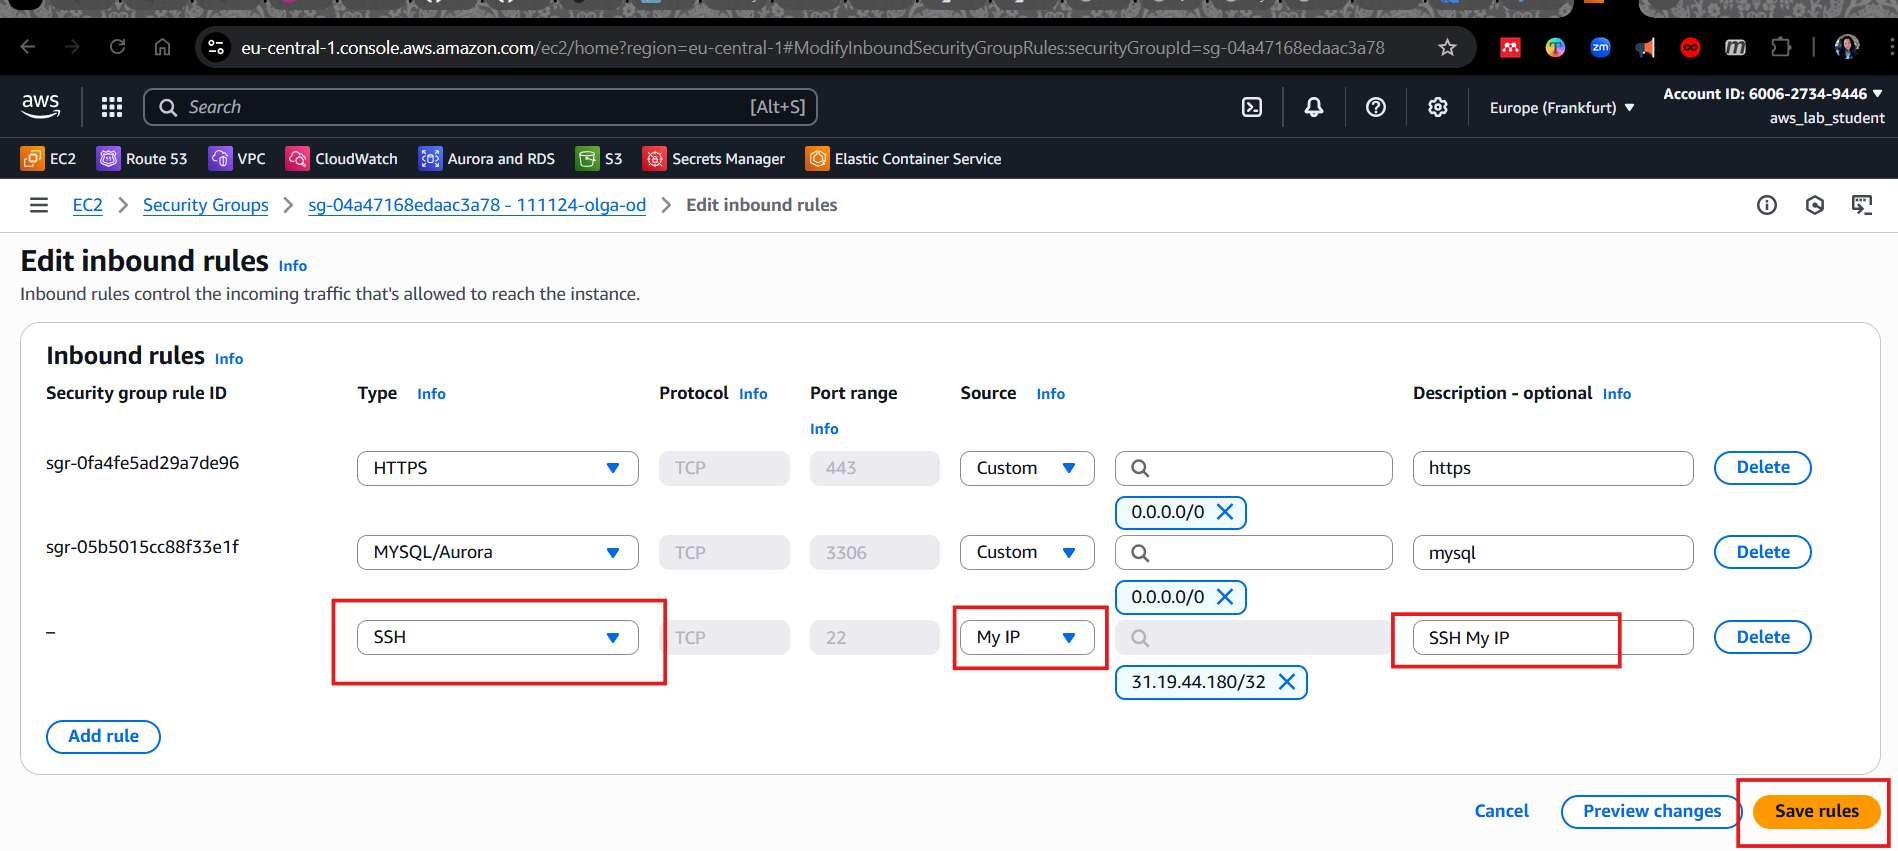 eu-central-1.console.aws.amazon.com/ec2/home?region=eu-central-1#ModifyInboundSecurityGroupRules:securityGroupId=sg-04a47168edaac3a78
zm
m
aws
Search
[Alt+S]
Europe (Frankfurt)
Account ID: 6006-2734-9446
aws_lab_student
EC2
Route 53
VPC
CloudWatch
Aurora and RDS
S3
Secrets Manager
Elastic Container Service
EC2
Security Groups
sg-04a47168edaac3a78 - 111124-olga-od
Edit inbound rules
Edit inbound rules Info
Inbound rules control the incoming traffic that's allowed to reach the instance.
Inbound rules Info
Security group rule ID
Type Info
Protocol Info
Port range
Info
Source Info
Description - optional Info
sgr-0fa4fe5ad29a7de96
HTTPS
TCP
443
Custom
https
Delete
0.0.0.0/0
sgr-05b5015cc88f33e1f
MYSQL/Aurora
TCP
3306
Custom
mysql
Delete
0.0.0.0/0
–
SSH
TCP
22
My IP
SSH My IP
Delete
31.19.44.180/32
Add rule
Cancel
Preview changes
Save rules